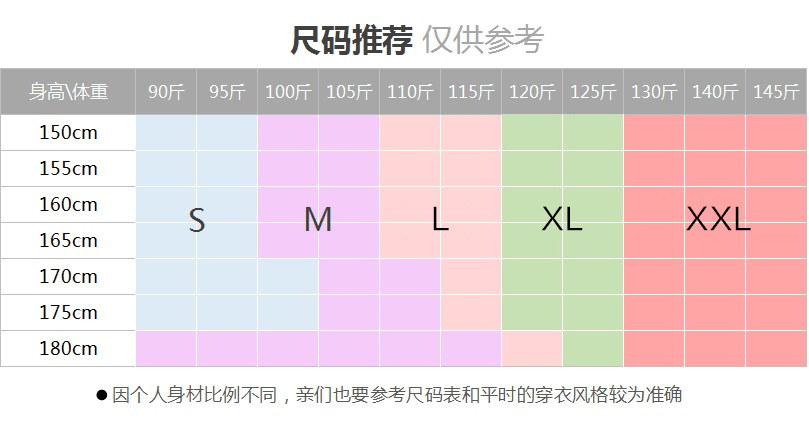 尺码推荐 仅供参考
身高\体重 90斤 95斤 100斤 105斤 110斤 115斤 120斤 125斤 130斤 140斤 145斤
150cm
155cm
160cm
S M L XL XXL
165cm
170cm
175cm
180cm
●因个人身材比例不同，亲们也要参考尺码表和平时的穿衣风格较为准确